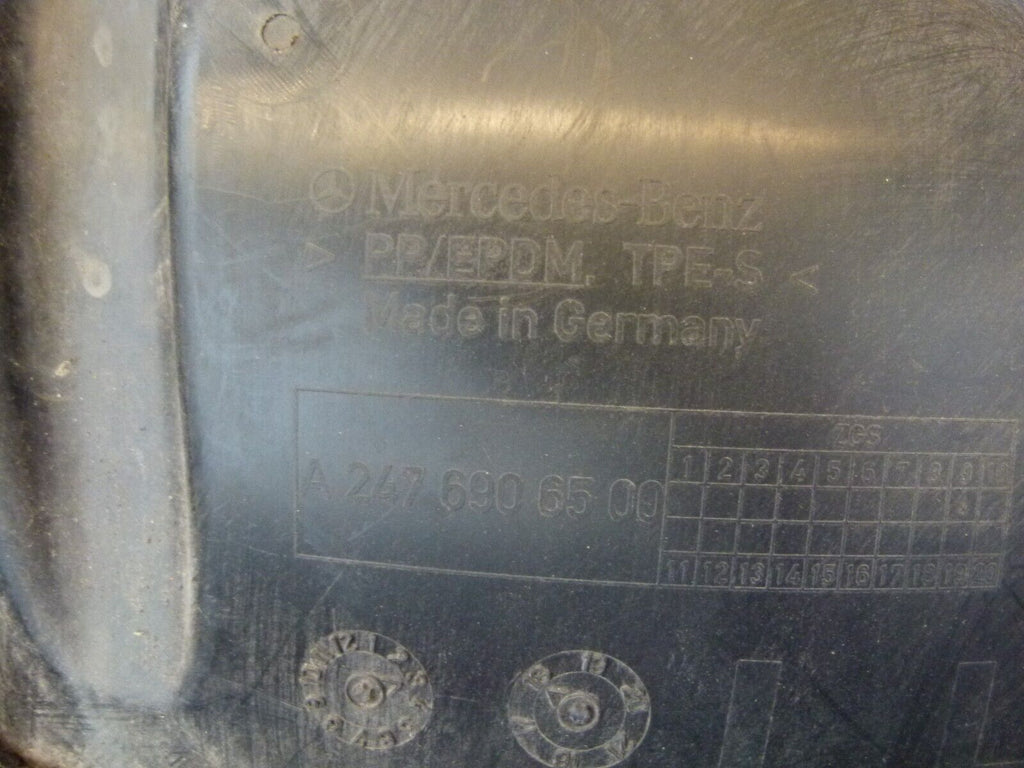 Mercedes-Benz
> PP/EPDM, TPE-S <
Made in Germany
ZGS
A 247 690 65 00
1 2 3 4 5 6 7 8 9 10
11 12 13 14 15 16 17 18 19 20